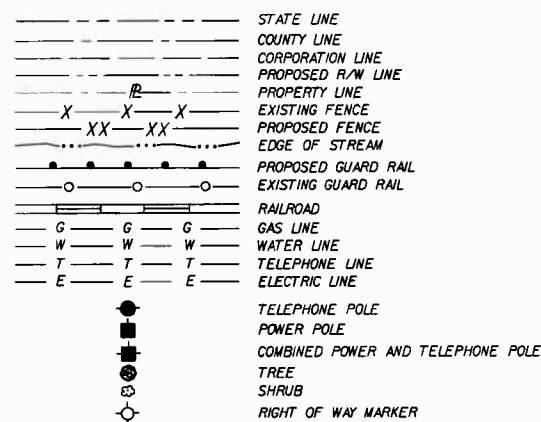 STATE LINE
COUNTY LINE
CORPORATION LINE
PROPOSED R/W LINE
PL PROPERTY LINE
X X X EXISTING FENCE
XX XX PROPOSED FENCE
EDGE OF STREAM
PROPOSED GUARD RAIL
EXISTING GUARD RAIL
RAILROAD
G G G GAS LINE
W W W WATER LINE
T T T TELEPHONE LINE
E E E ELECTRIC LINE
TELEPHONE POLE
POWER POLE
COMBINED POWER AND TELEPHONE POLE
TREE
SHRUB
RIGHT OF WAY MARKER